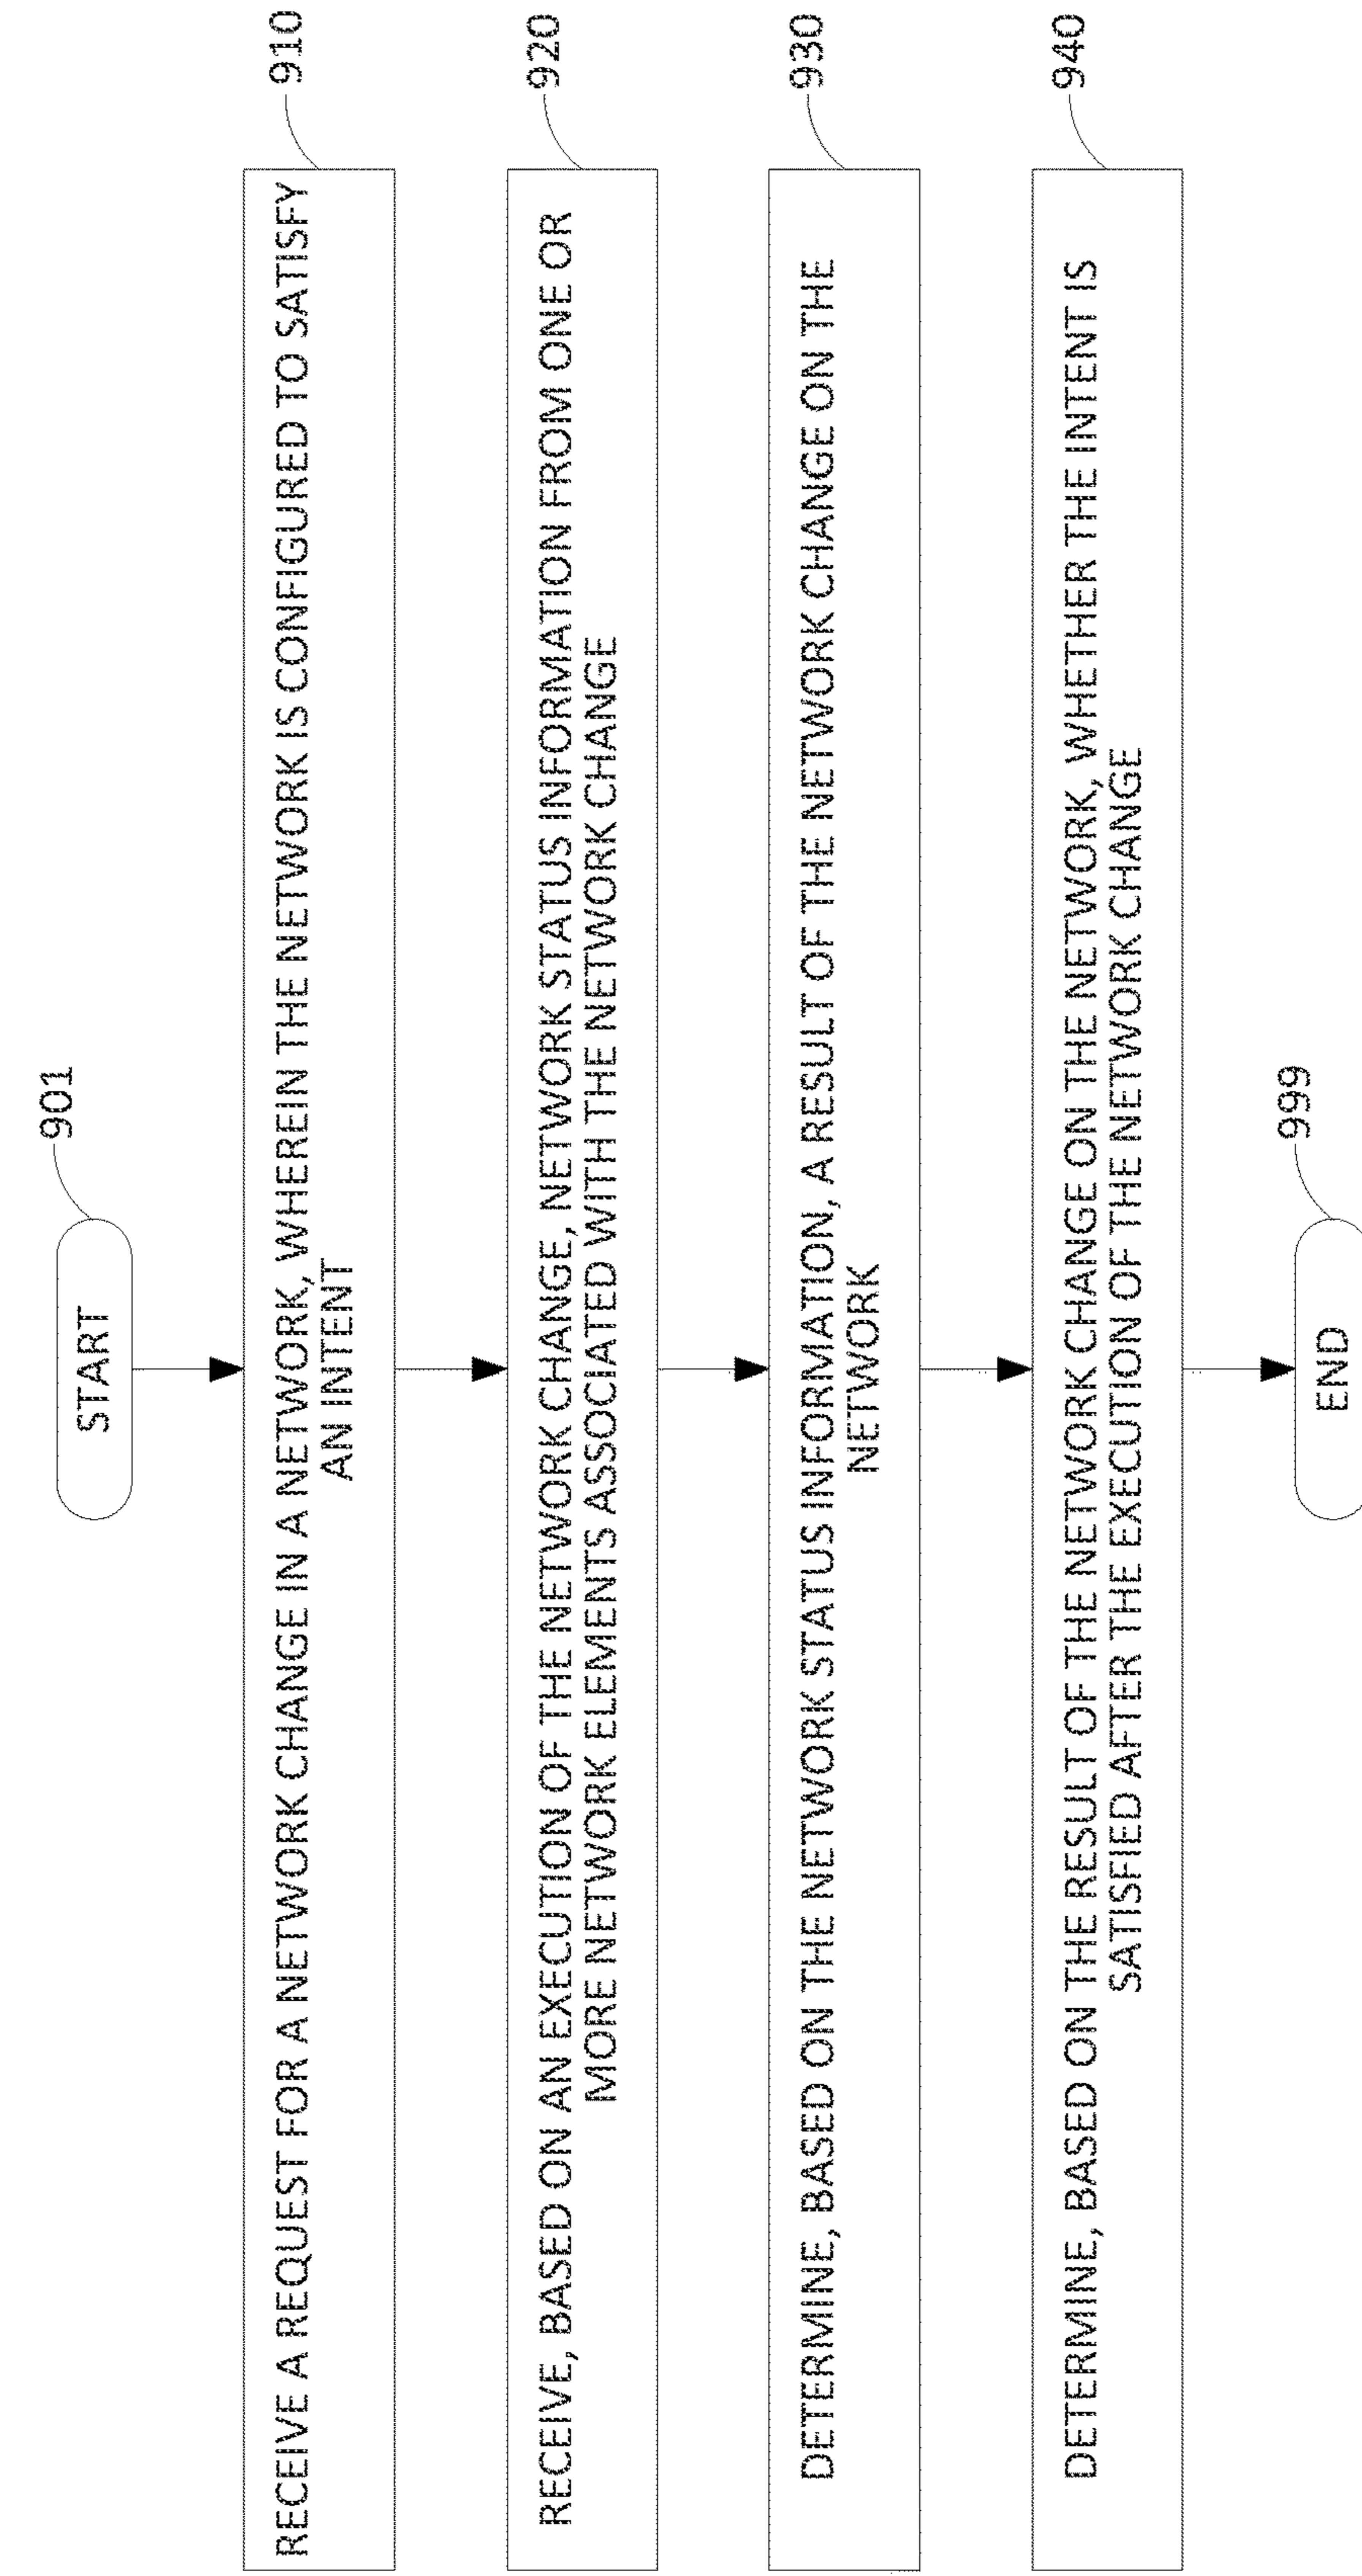 901
START
910
RECEIVE A REQUEST FOR A NETWORK CHANGE IN A NETWORK, WHEREIN THE NETWORK IS CONFIGURED TO SATISFY
AN INTENT
920
RECEIVE, BASED ON AN EXECUTION OF THE NETWORK CHANGE, NETWORK STATUS INFORMATION FROM ONE OR
MORE NETWORK ELEMENTS ASSOCIATED WITH THE NETWORK CHANGE
930
DETERMINE, BASED ON THE NETWORK STATUS INFORMATION, A RESULT OF THE NETWORK CHANGE ON THE
NETWORK
940
DETERMINE, BASED ON THE RESULT OF THE NETWORK CHANGE ON THE NETWORK, WHETHER THE INTENT IS
SATISFIED AFTER THE EXECUTION OF THE NETWORK CHANGE
999
END